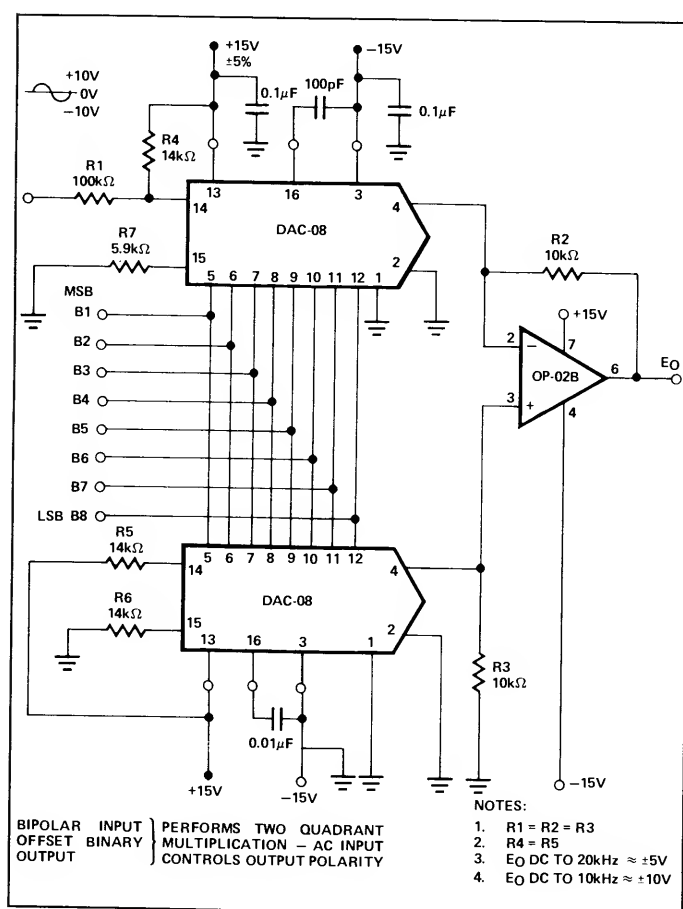 +15V
±5%
−15V
+10V
0V
−10V
0.1μF
100pF
0.1μF
R4
14kΩ
R1
100kΩ
13
16
3
14
4
R2
10kΩ
DAC-08
R7
5.9kΩ
15
2
5 6 7 8 9 10 11 12 1
MSB
B1
B2
B3
B4
B5
B6
B7
LSB B8
+15V
2
−
7
OP-02B
6
EO
3
+
4
R5
14kΩ
5 6 7 8 9 10 11 12
14
4
DAC-08
R6
14kΩ
15
2
13
16
3
1
R3
10kΩ
0.01μF
+15V
−15V
−15V
BIPOLAR INPUT
OFFSET BINARY
OUTPUT
PERFORMS TWO QUADRANT
MULTIPLICATION – AC INPUT
CONTROLS OUTPUT POLARITY
NOTES:
1. R1 = R2 = R3
2. R4 = R5
3. EO DC TO 20kHz ≈ ±5V
4. EO DC TO 10kHz ≈ ±10V